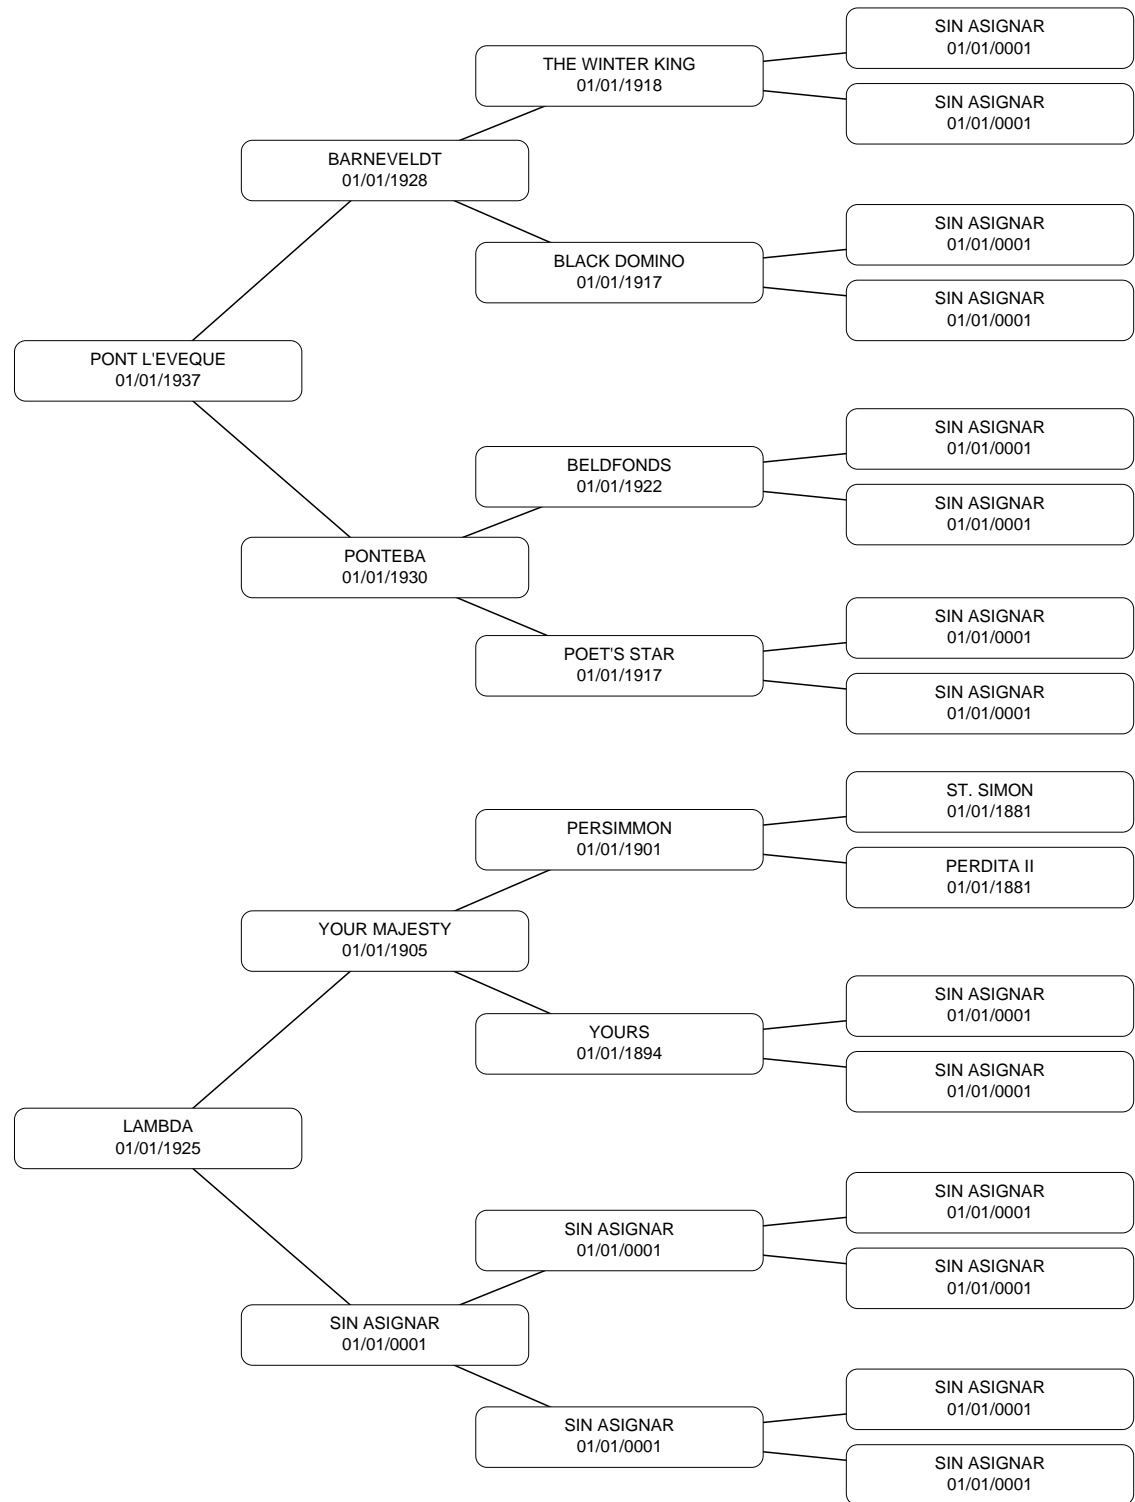 SIN ASIGNAR
01/01/0001
THE WINTER KING
01/01/1918
SIN ASIGNAR
01/01/0001
BARNEVELDT
01/01/1928
SIN ASIGNAR
01/01/0001
BLACK DOMINO
01/01/1917
SIN ASIGNAR
01/01/0001
PONT L'EVEQUE
01/01/1937
SIN ASIGNAR
01/01/0001
BELDFONDS
01/01/1922
SIN ASIGNAR
01/01/0001
PONTEBA
01/01/1930
SIN ASIGNAR
01/01/0001
POET'S STAR
01/01/1917
SIN ASIGNAR
01/01/0001
ST. SIMON
01/01/1881
PERSIMMON
01/01/1901
PERDITA II
01/01/1881
YOUR MAJESTY
01/01/1905
SIN ASIGNAR
01/01/0001
YOURS
01/01/1894
SIN ASIGNAR
01/01/0001
LAMBDA
01/01/1925
SIN ASIGNAR
01/01/0001
SIN ASIGNAR
01/01/0001
SIN ASIGNAR
01/01/0001
SIN ASIGNAR
01/01/0001
SIN ASIGNAR
01/01/0001
SIN ASIGNAR
01/01/0001
SIN ASIGNAR
01/01/0001